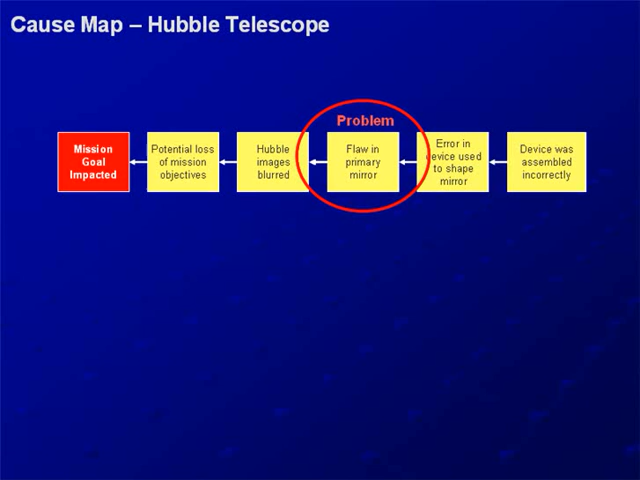 Cause Map – Hubble Telescope
Problem
Mission
Goal
Impacted
Potential loss
of mission
objectives
Hubble
images
blurred
Flaw in
primary
mirror
Error in
device used
to shape
mirror
Device was
assembled
incorrectly